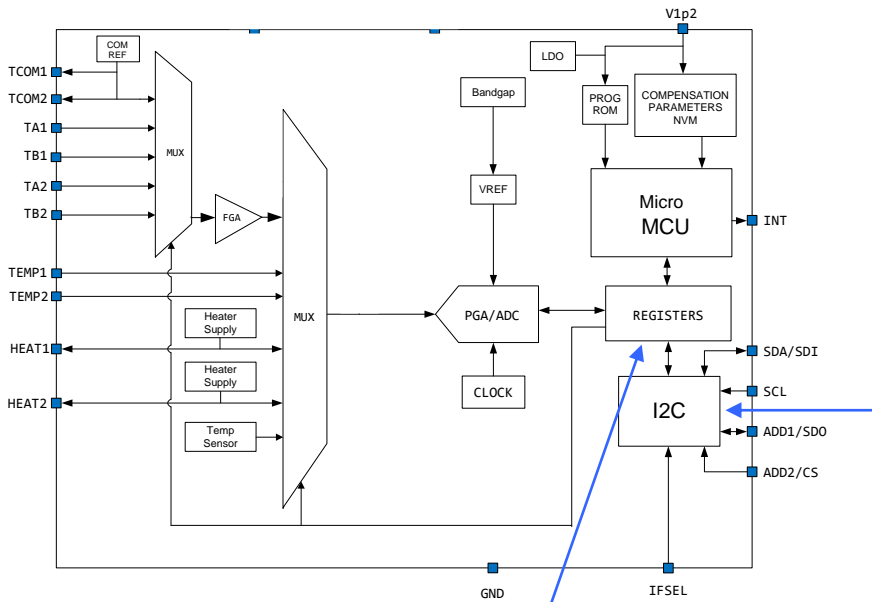 V1p2
COM
REF
LDO
TCOM1
TCOM2
TA1
TB1
TA2
TB2
MUX
FGA
Bandgap
VREF
PROG
ROM
COMPENSATION
PARAMETERS
NVM
Micro
MCU
INT
TEMP1
TEMP2
HEAT1
HEAT2
Heater
Supply
Heater
Supply
Temp
Sensor
MUX
PGA/ADC
CLOCK
REGISTERS
I2C
SDA/SDI
SCL
ADD1/SDO
ADD2/CS
GND
IFSEL